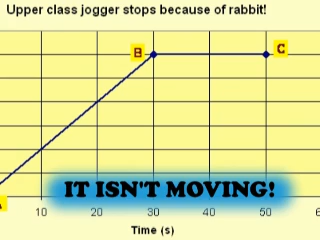 Upper class jogger stops because of rabbit!
B
C
IT ISN'T MOVING!
10 20 30 40 50
Time (s)